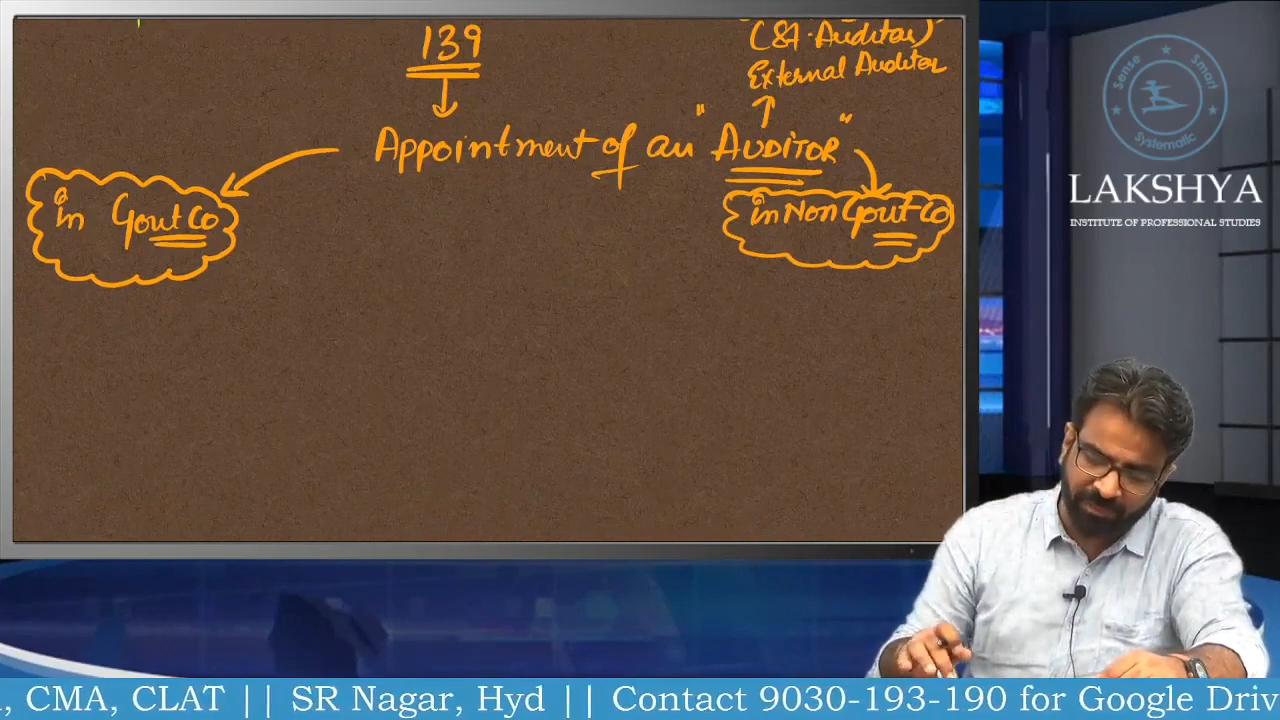 139
(St. Auditor)
External Auditor
Appointment of an "AUDITOR"
in Govt Co
in Non Govt Co
Sense
Smart
Systematic
LAKSHYA
INSTITUTE OF PROFESSIONAL STUDIES
, CMA, CLAT || SR Nagar, Hyd || Contact 9030-193-190 for Google Driv